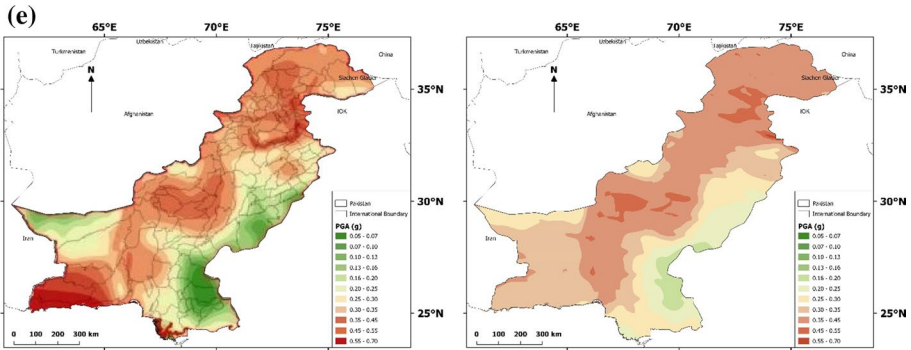 (e)
65°E 70°E 75°E
Turkmenistan
Uzbekistan
Tajikistan
China
N
Siachen Glacier
35°N
Afghanistan
IOK
30°N
Iran
Pakistan
International Boundary
PGA (g)
0.05 - 0.07
0.07 - 0.10
0.10 - 0.13
0.13 - 0.16
0.16 - 0.20
0.20 - 0.25
0.25 - 0.30
0.30 - 0.35
0.35 - 0.45
0.45 - 0.55
0.55 - 0.70
25°N
0 100 200 300 km
65°E 70°E 75°E
Turkmenistan
Uzbekistan
Tajikistan
China
N
Siachen Glacier
35°N
Afghanistan
IOK
30°N
Iran
Pakistan
International Boundary
PGA (g)
0.05 - 0.07
0.07 - 0.10
0.10 - 0.13
0.13 - 0.16
0.16 - 0.20
0.20 - 0.25
0.25 - 0.30
0.30 - 0.35
0.35 - 0.45
0.45 - 0.55
0.55 - 0.70
25°N
0 100 200 300 km